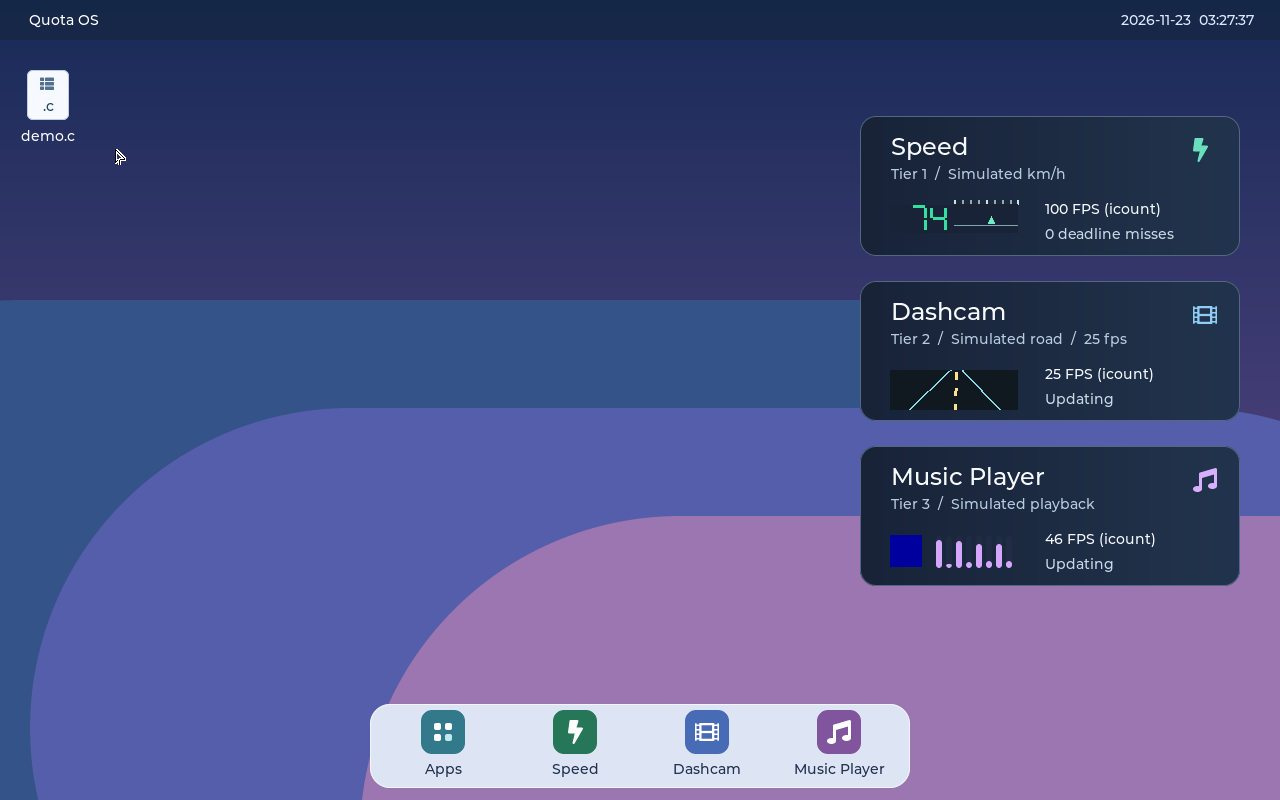 Quota OS
2026-11-23 03:27:37
.c
demo.c
Speed
Tier 1 / Simulated km/h
74
100 FPS (icount)
0 deadline misses
Dashcam
Tier 2 / Simulated road / 25 fps
25 FPS (icount)
Updating
Music Player
Tier 3 / Simulated playback
46 FPS (icount)
Updating
Apps
Speed
Dashcam
Music Player